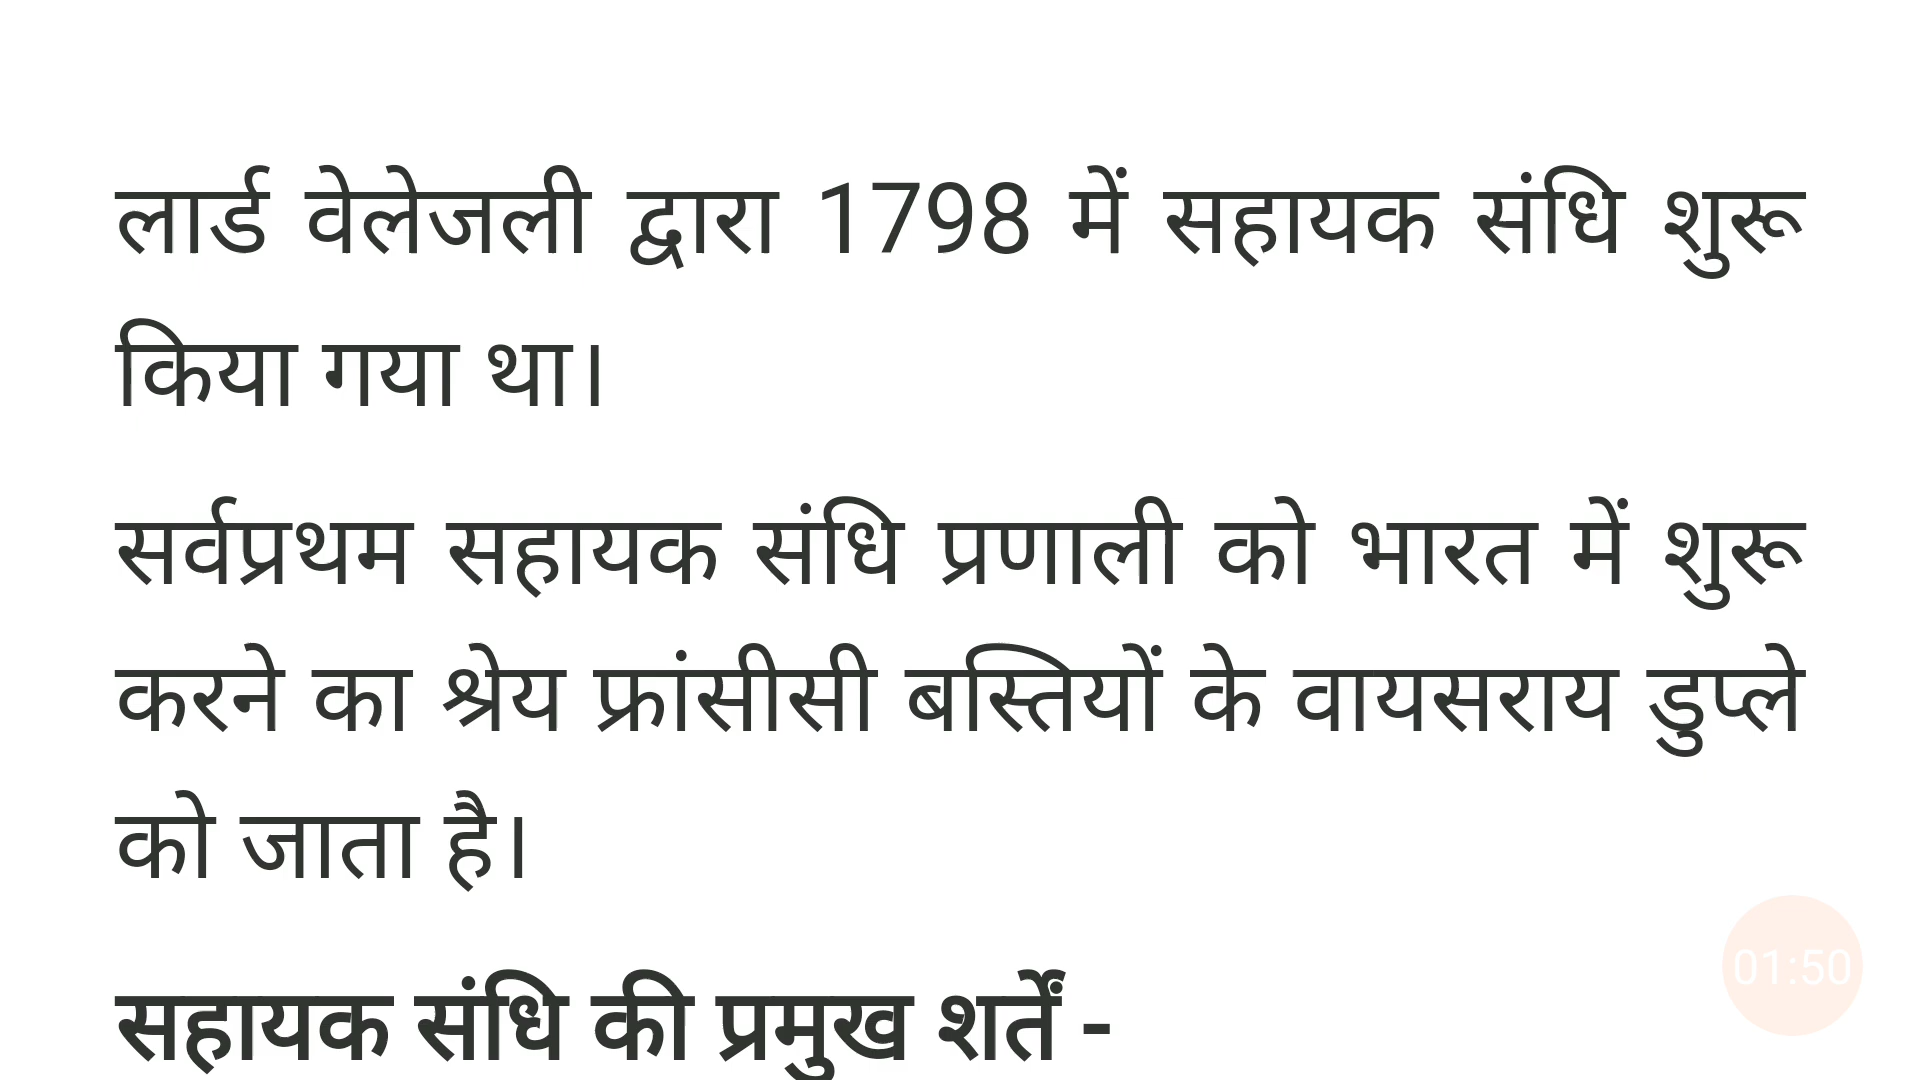 लार्ड वेलेजली द्वारा 1798 में सहायक संधि शुरू
किया गया था।
सर्वप्रथम सहायक संधि प्रणाली को भारत में शुरू
करने का श्रेय फ्रांसीसी बस्तियों के वायसराय डुप्ले
को जाता है।
सहायक संधि की प्रमुख शर्तें -
01:50